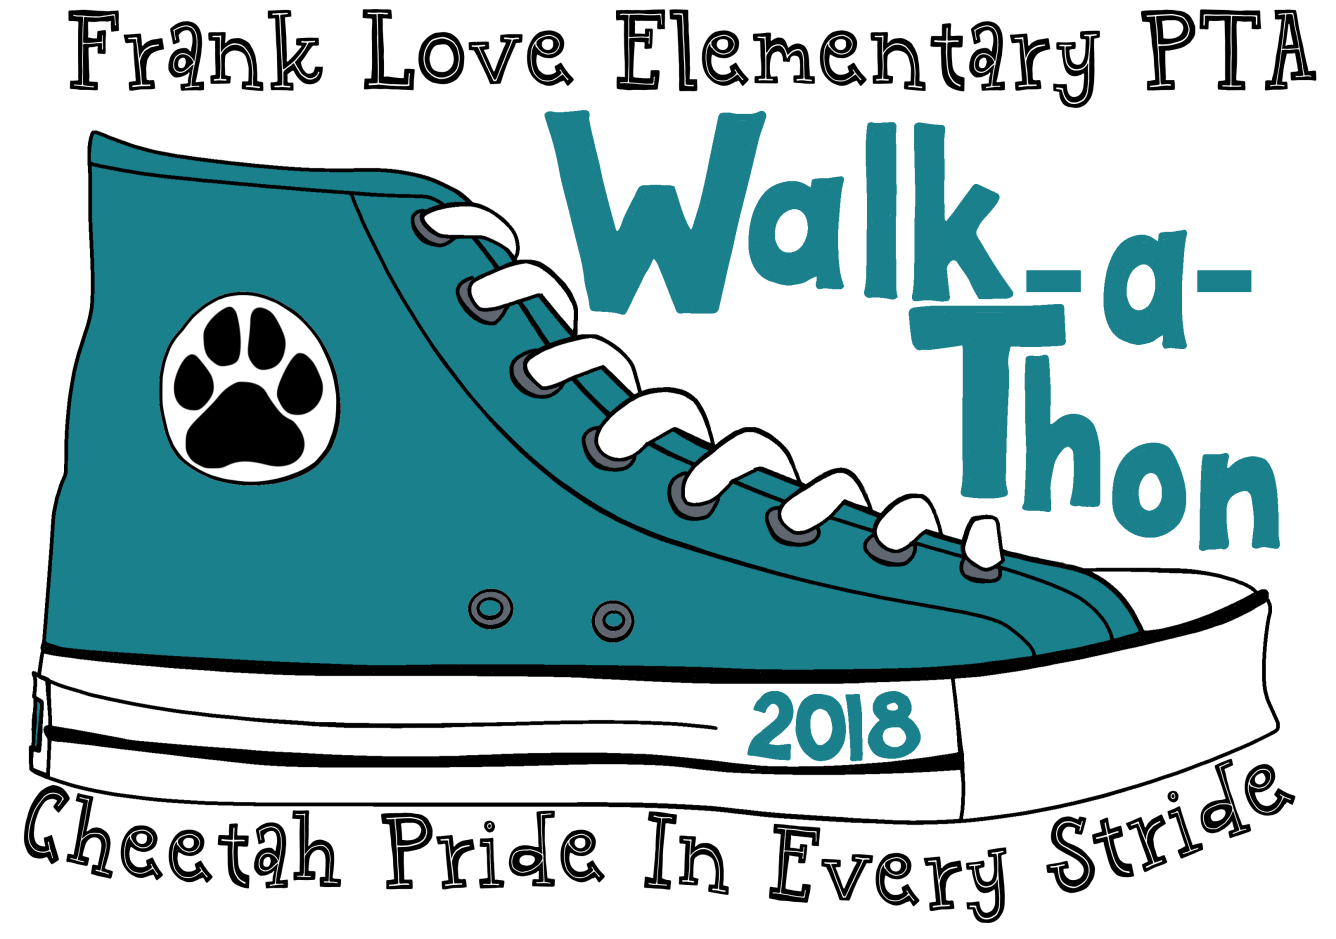 Frank Love Elementary PTA
Walk-a-
Thon
2018
Cheetah Pride In Every Stride